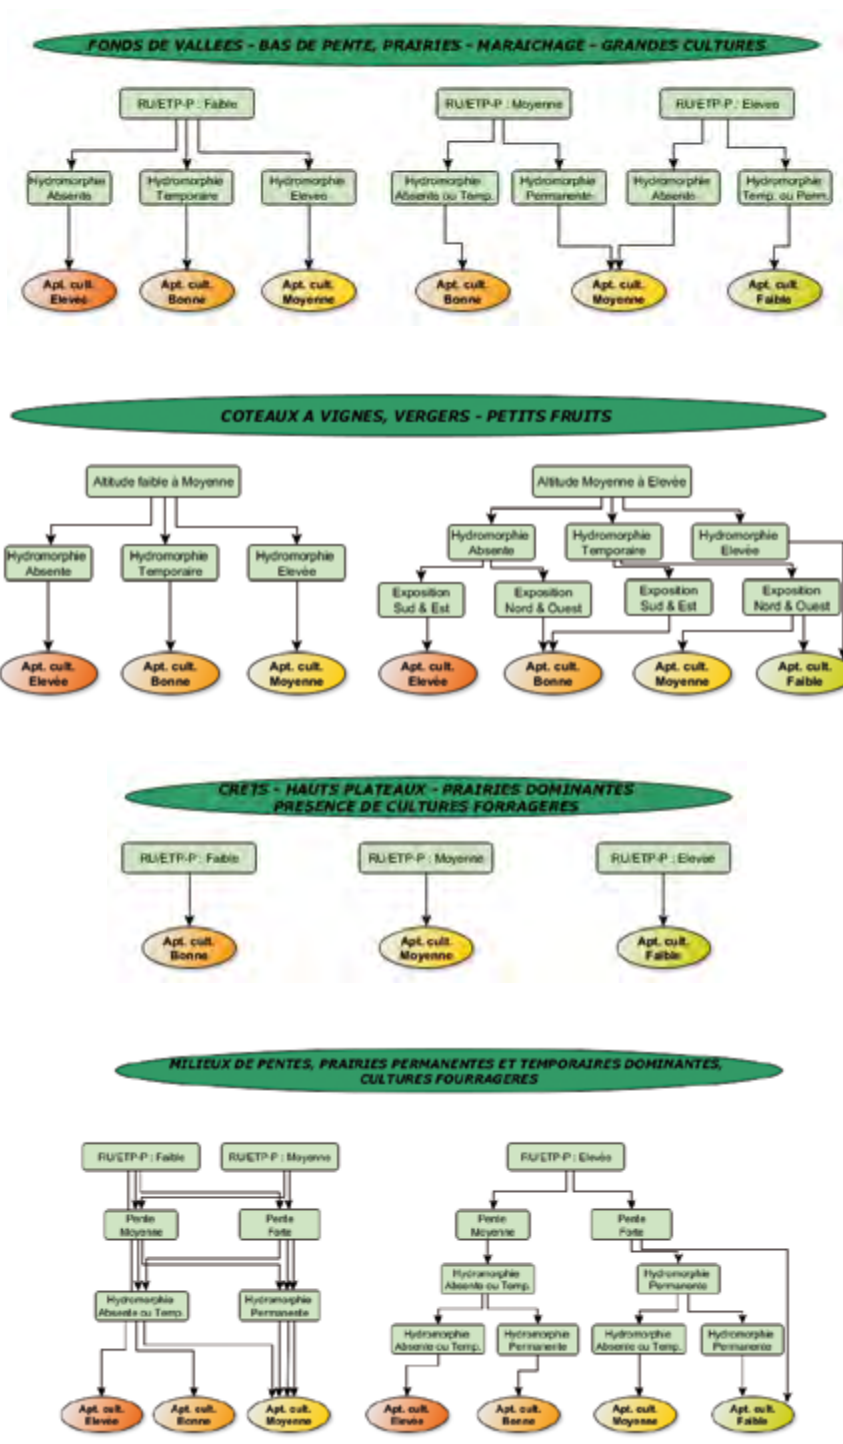 FONDS DE VALLEES - BAS DE PENTE, PRAIRIES - MARAICHAGE - GRANDES CULTURES
RU/ETP-P : Faible
RU/ETP-P : Moyenne
RU/ETP-P : Elevée
Hydromorphie
Absente
Hydromorphie
Temporaire
Hydromorphie
Elevée
Hydromorphie
Absente ou Temp.
Hydromorphie
Permanente
Hydromorphie
Absente
Hydromorphie
Temp. ou Perm.
Apt. cult.
Elevée
Apt. cult.
Bonne
Apt. cult.
Moyenne
Apt. cult.
Bonne
Apt. cult.
Moyenne
Apt. cult.
Faible
COTEAUX A VIGNES, VERGERS - PETITS FRUITS
Altitude faible à Moyenne
Altitude Moyenne à Elevée
Hydromorphie
Absente
Hydromorphie
Temporaire
Hydromorphie
Elevée
Hydromorphie
Absente
Hydromorphie
Temporaire
Hydromorphie
Elevée
Exposition
Sud & Est
Exposition
Nord & Ouest
Exposition
Sud & Est
Exposition
Nord & Ouest
Apt. cult.
Elevée
Apt. cult.
Bonne
Apt. cult.
Moyenne
Apt. cult.
Elevée
Apt. cult.
Bonne
Apt. cult.
Moyenne
Apt. cult.
Faible
CRETS - HAUTS PLATEAUX - PRAIRIES DOMINANTES
PRESENCE DE CULTURES FORRAGERES
RU/ETP-P : Faible
RU/ETP-P : Moyenne
RU/ETP-P : Elevée
Apt. cult.
Bonne
Apt. cult.
Moyenne
Apt. cult.
Faible
MILIEUX DE PENTES, PRAIRIES PERMANENTES ET TEMPORAIRES DOMINANTES,
CULTURES FOURRAGERES
RU/ETP-P : Faible
RU/ETP-P : Moyenne
RU/ETP-P : Elevée
Pente
Moyenne
Pente
Forte
Pente
Moyenne
Pente
Forte
Hydromorphie
Absente ou Temp.
Hydromorphie
Permanente
Hydromorphie
Absente ou Temp.
Hydromorphie
Permanente
Hydromorphie
Absente ou Temp.
Hydromorphie
Permanente
Hydromorphie
Absente ou Temp.
Hydromorphie
Permanente
Apt. cult.
Elevée
Apt. cult.
Bonne
Apt. cult.
Moyenne
Apt. cult.
Elevée
Apt. cult.
Bonne
Apt. cult.
Moyenne
Apt. cult.
Faible